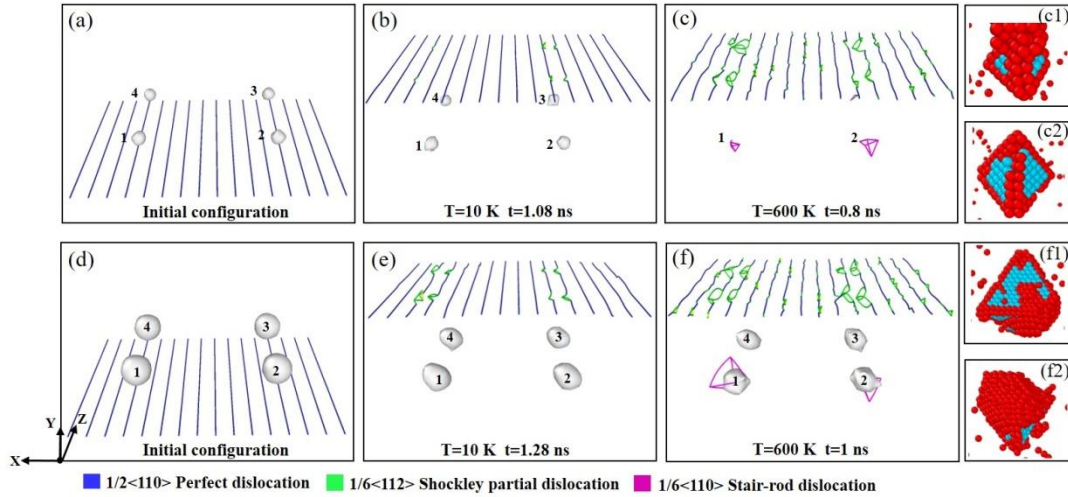 (a)
4
3
1
2
Initial configuration
(b)
4
3
1
2
T=10 K t=1.08 ns
(c)
1
2
T=600 K t=0.8 ns
(c1)
(c2)
(d)
4
3
1
2
Initial configuration
Y
Z
X
(e)
4
3
1
2
T=10 K t=1.28 ns
(f)
4
3
1
2
T=600 K t=1 ns
(f1)
(f2)
1/2<110> Perfect dislocation 1/6<112> Shockley partial dislocation 1/6<110> Stair-rod dislocation